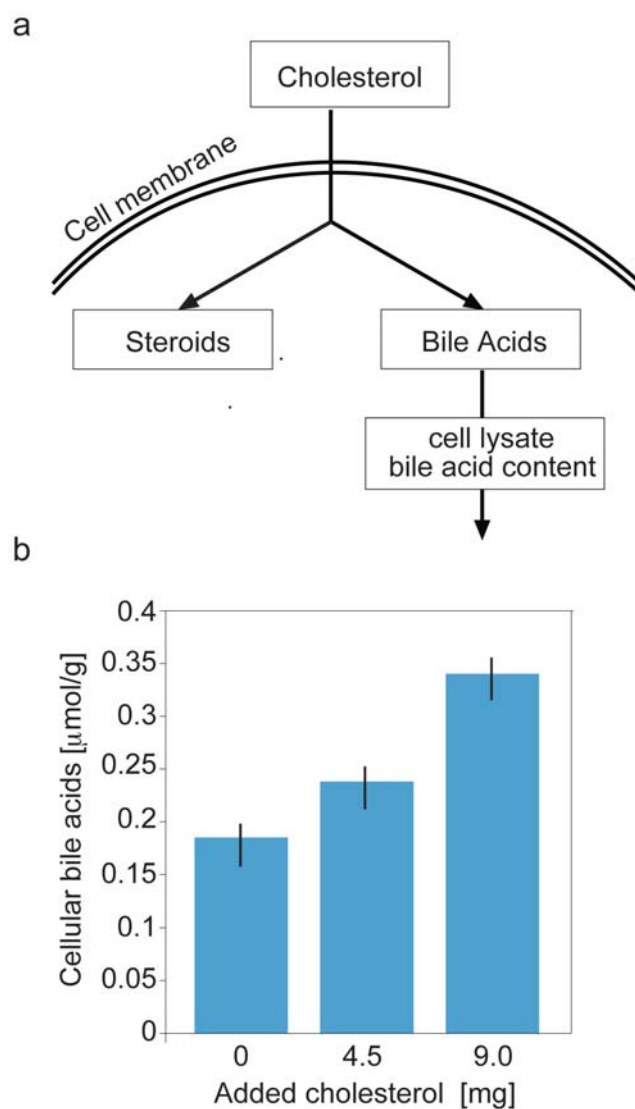 a
Cholesterol
Cell membrane
Steroids
Bile Acids
cell lysate
bile acid content
b
Cellular bile acids [μmol/g]
0.4
0.35
0.3
0.25
0.2
0.15
0.1
0.05
0
0 4.5 9.0
Added cholesterol [mg]